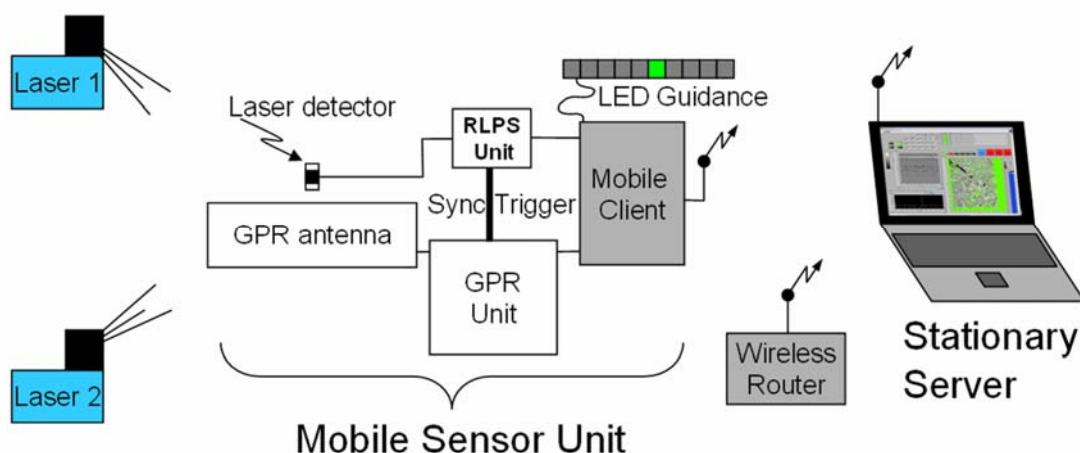 Laser 1
Laser detector
LED Guidance
RLPS
Unit
Mobile
Client
Sync Trigger
GPR antenna
GPR
Unit
Laser 2
Wireless
Router
Stationary
Server
Mobile Sensor Unit